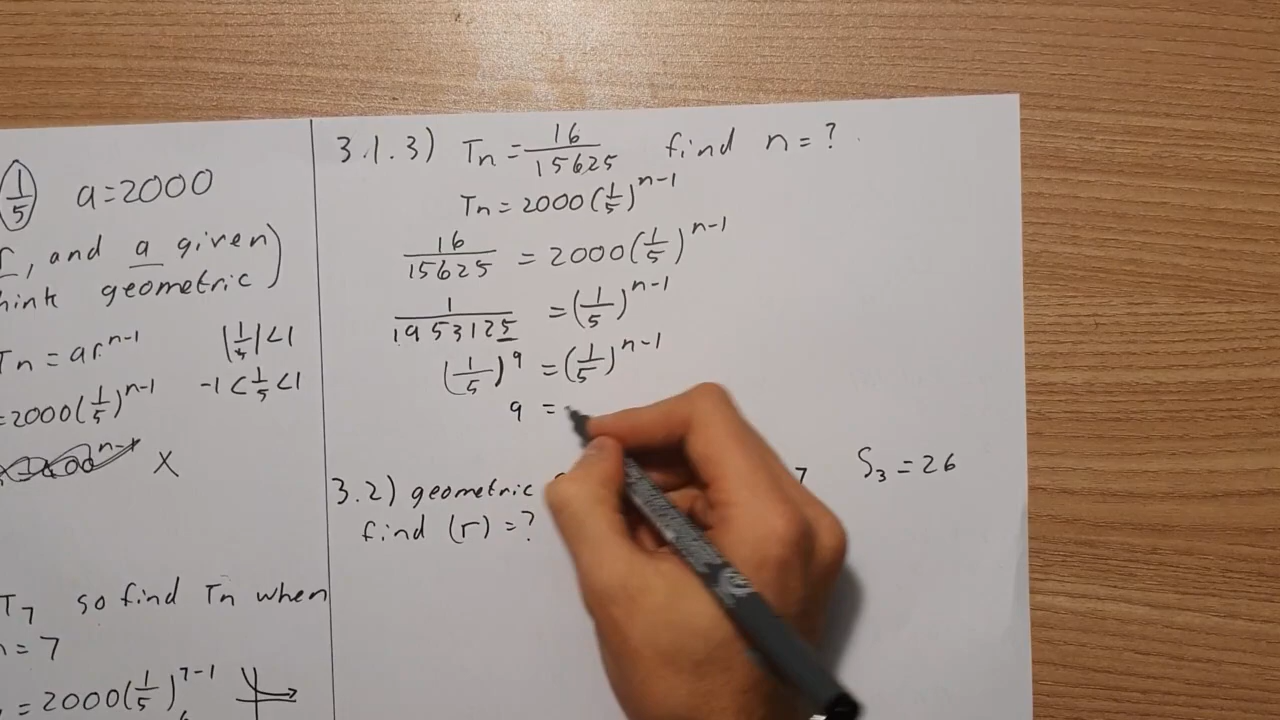 1/5 a=2000
r, and a given)
hink geometric)
Tn = ar^n-1 |1/5|<1
=2000(1/5)^n-1 -1<1/5<1
X
T7 so find Tn when
n=7
=2000(1/5)^7-1
3.1.3) Tn=16/15625 find n=?
Tn=2000(1/5)^n-1
16/15625 = 2000(1/5)^n-1
1/1953125 =(1/5)^n-1
(1/5)^9 =(1/5)^n-1
9 =
3.2) geometric 7 S3=26
find (r)=?